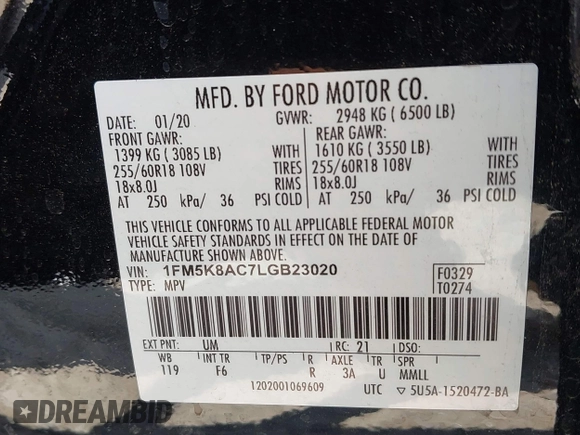 MFD. BY FORD MOTOR CO.
DATE: 01/20 GVWR: 2948 KG ( 6500 LB)
FRONT GAWR: REAR GAWR:
1399 KG ( 3085 LB) WITH 1610 KG ( 3550 LB) WITH
255/60R18 108V TIRES 255/60R18 108V TIRES
18x8.0J RIMS 18x8.0J RIMS
AT 250 kPa/ 36 PSI COLD AT 250 kPa/ 36 PSI COLD
THIS VEHICLE CONFORMS TO ALL APPLICABLE FEDERAL MOTOR
VEHICLE SAFETY STANDARDS IN EFFECT ON THE DATE OF
MANUFACTURE SHOWN ABOVE.
VIN: 1FM5K8AC7LGB23020 F0329
TYPE: MPV T0274
EXT PNT: UM RC: 21 DSO:
WB INT TR TP/PS R AXLE TR SPR
119 F6 R 3A U MMLL
1202001069609 UTC ▽ 5U5A-1520472-BA
DREAMBID